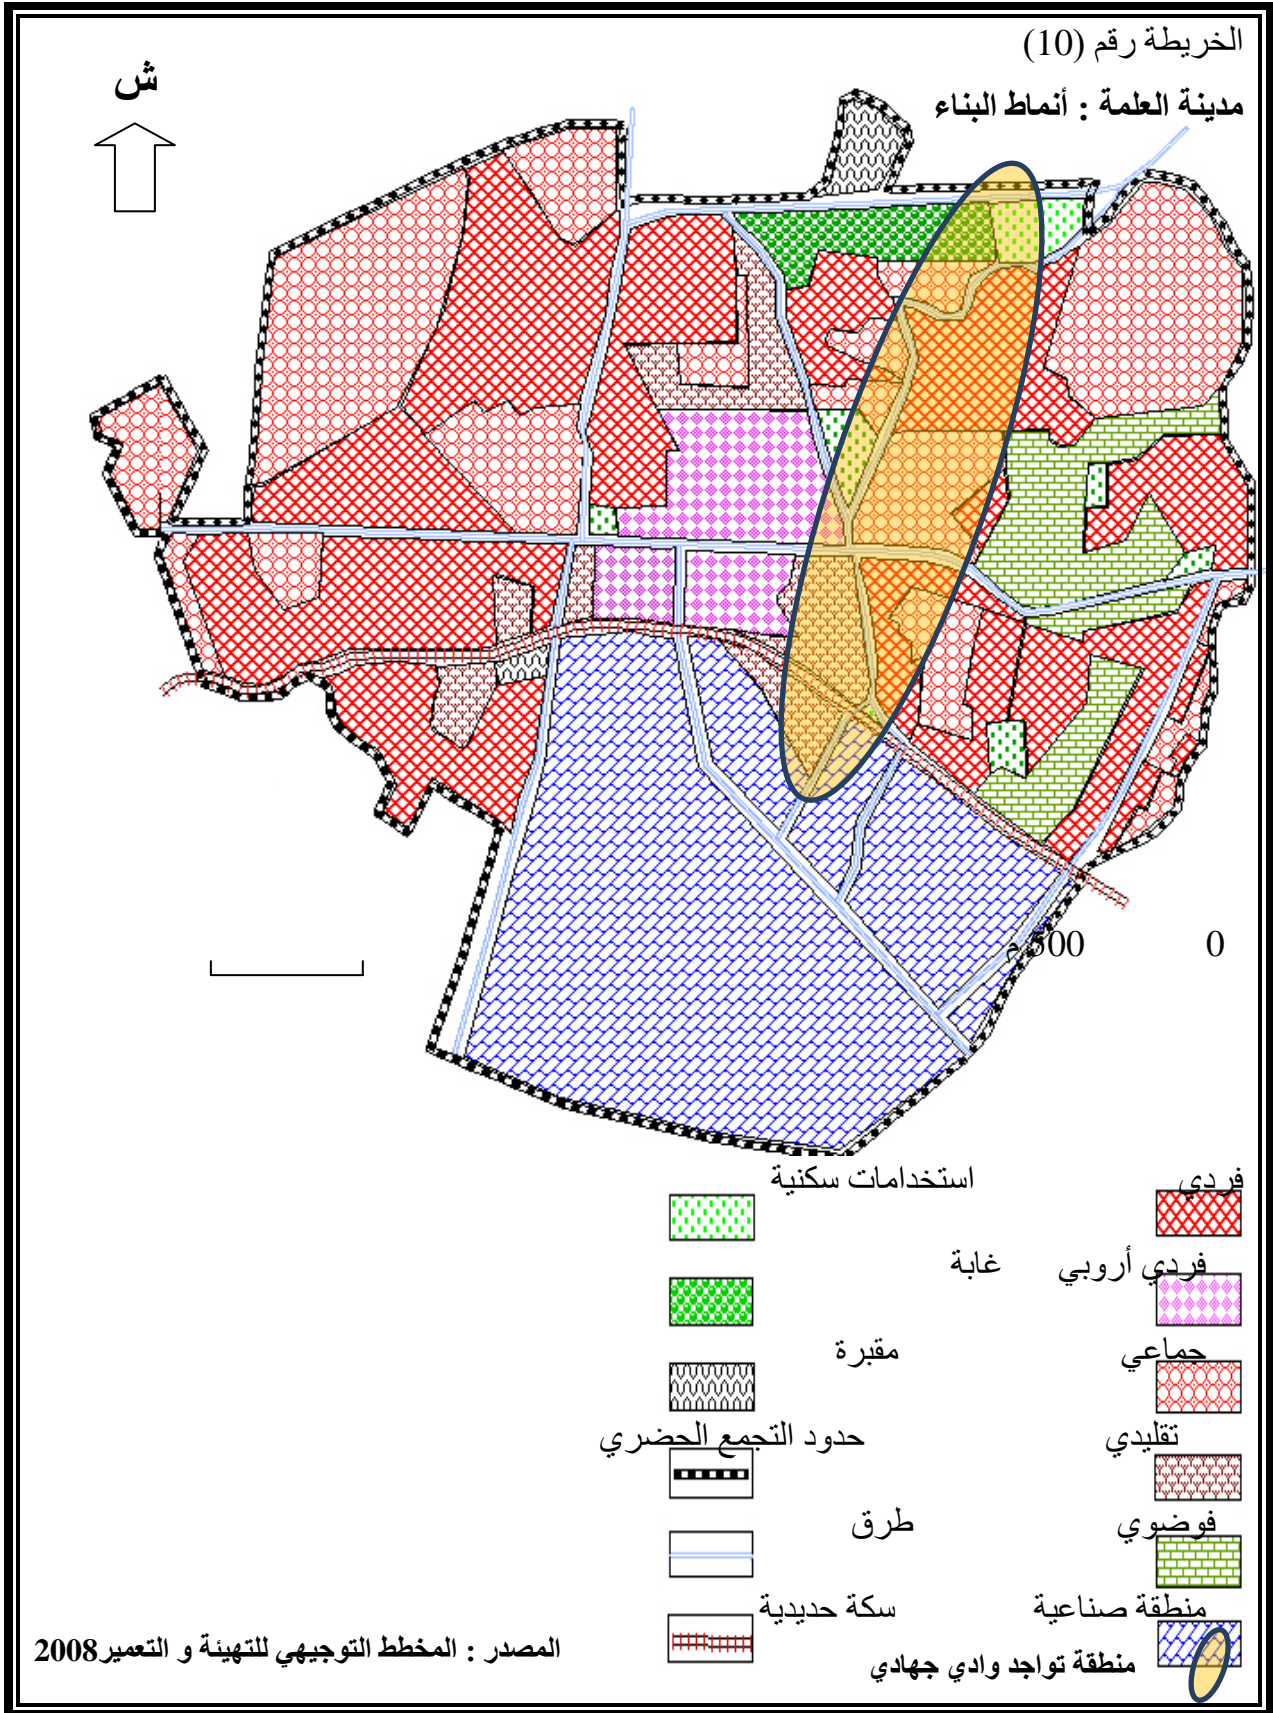 الخريطة رقم (10)
مدينة العلمة : أنماط البناء
ش
0
500 م
فردي
استخدامات سكنية
فردي أروبي
غابة
جماعي
مقبرة
تقليدي
حدود التجمع الحضري
فوضوي
طرق
منطقة صناعية
سكة حديدية
منطقة تواجد وادي جهادي
المصدر : المخطط التوجيهي للتهيئة و التعمير2008